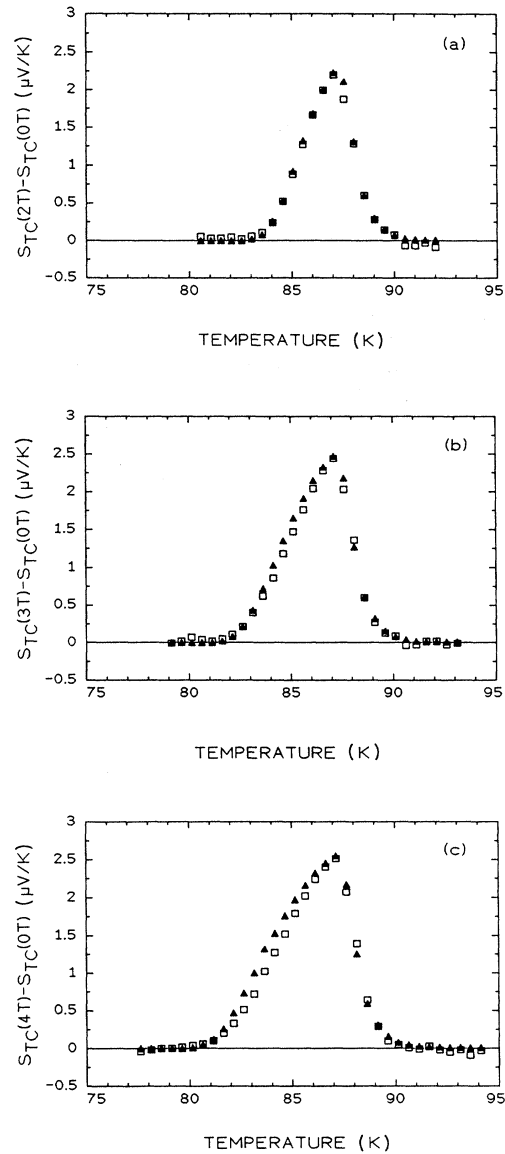 (a)
S_TC(2T)-S_TC(0T) (μV/K)
3
2.5
2
1.5
1
0.5
0
-0.5
75 80 85 90 95
TEMPERATURE (K)
(b)
S_TC(3T)-S_TC(0T) (μV/K)
3
2.5
2
1.5
1
0.5
0
-0.5
75 80 85 90 95
TEMPERATURE (K)
(c)
S_TC(4T)-S_TC(0T) (μV/K)
3
2.5
2
1.5
1
0.5
0
-0.5
75 80 85 90 95
TEMPERATURE (K)